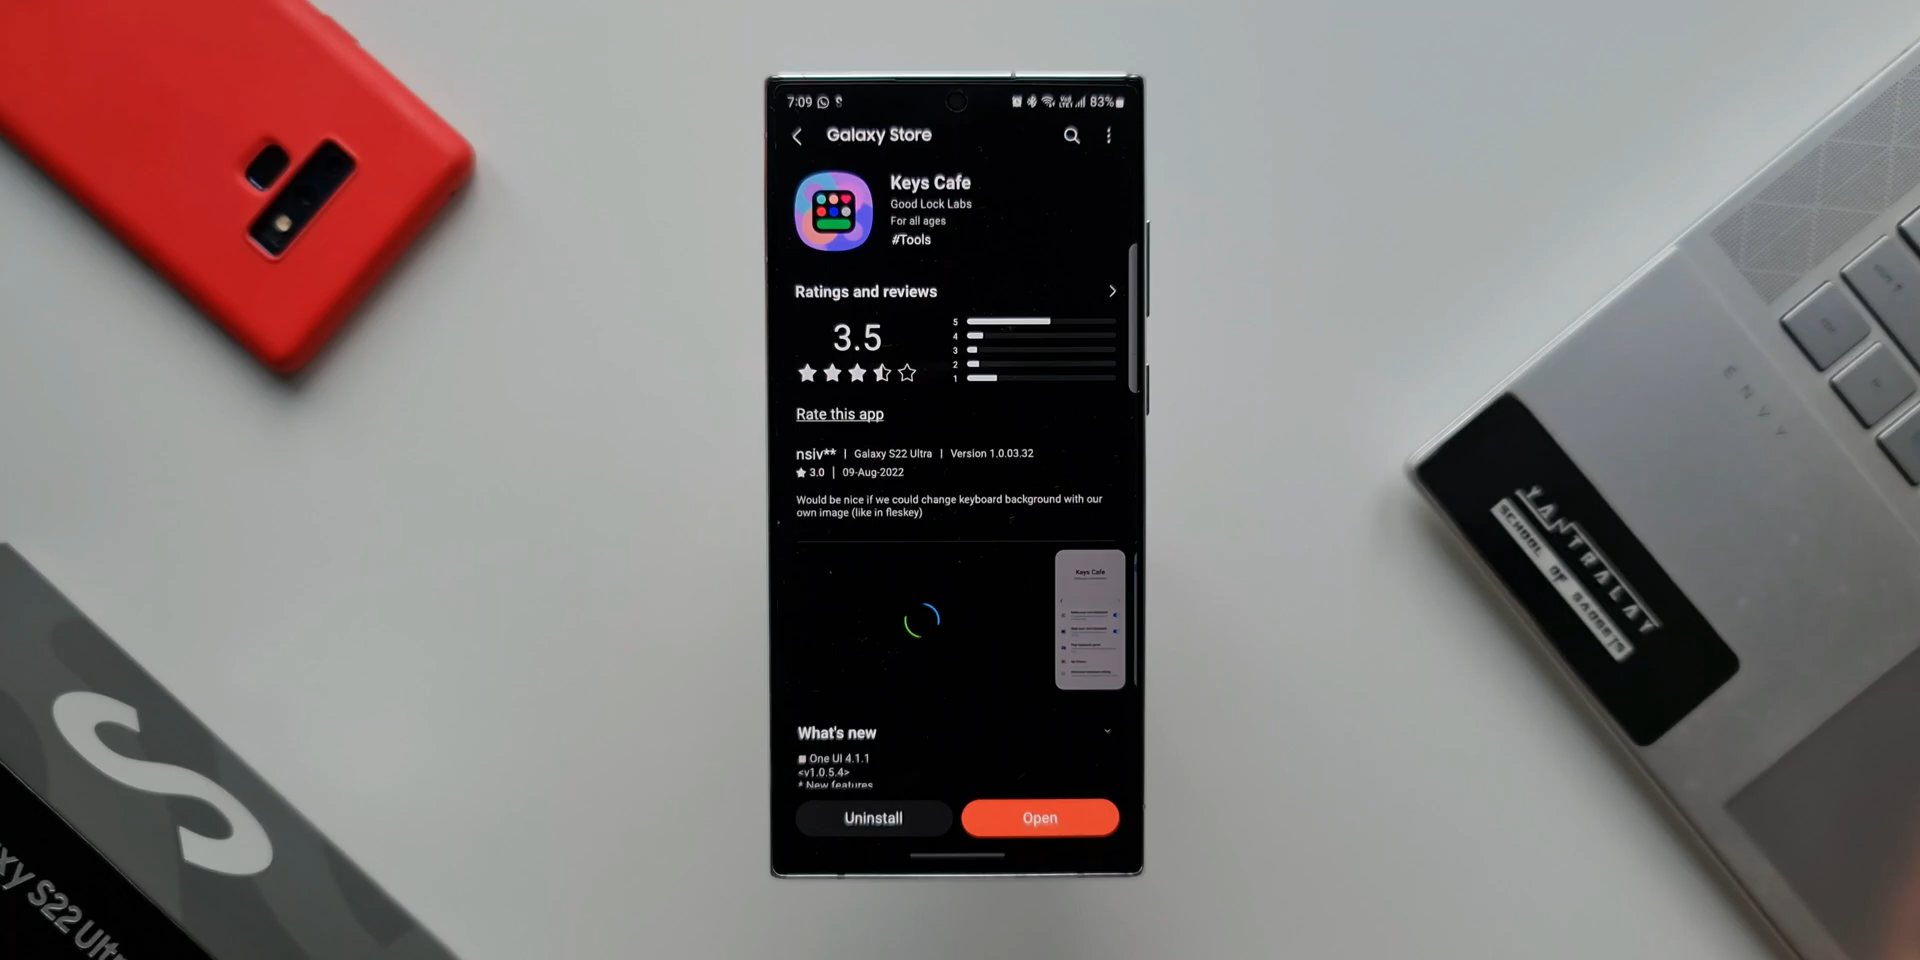 7:09
83%
Galaxy Store
Keys Cafe
Good Lock Labs
For all ages
#Tools
Ratings and reviews
3.5
5
4
3
2
1
Rate this app
nsiv** | Galaxy S22 Ultra | Version 1.0.03.32
3.0 | 09-Aug-2022
Would be nice if we could change keyboard background with our
own image (like in fleskey)
Keys Cafe
What's new
One UI 4.1.1
<v1.0.5.4>
* New features
Uninstall
Open
S
xy S22 Ultr
ENVY
TANTRALAY
SCHOOL OF GADGETS